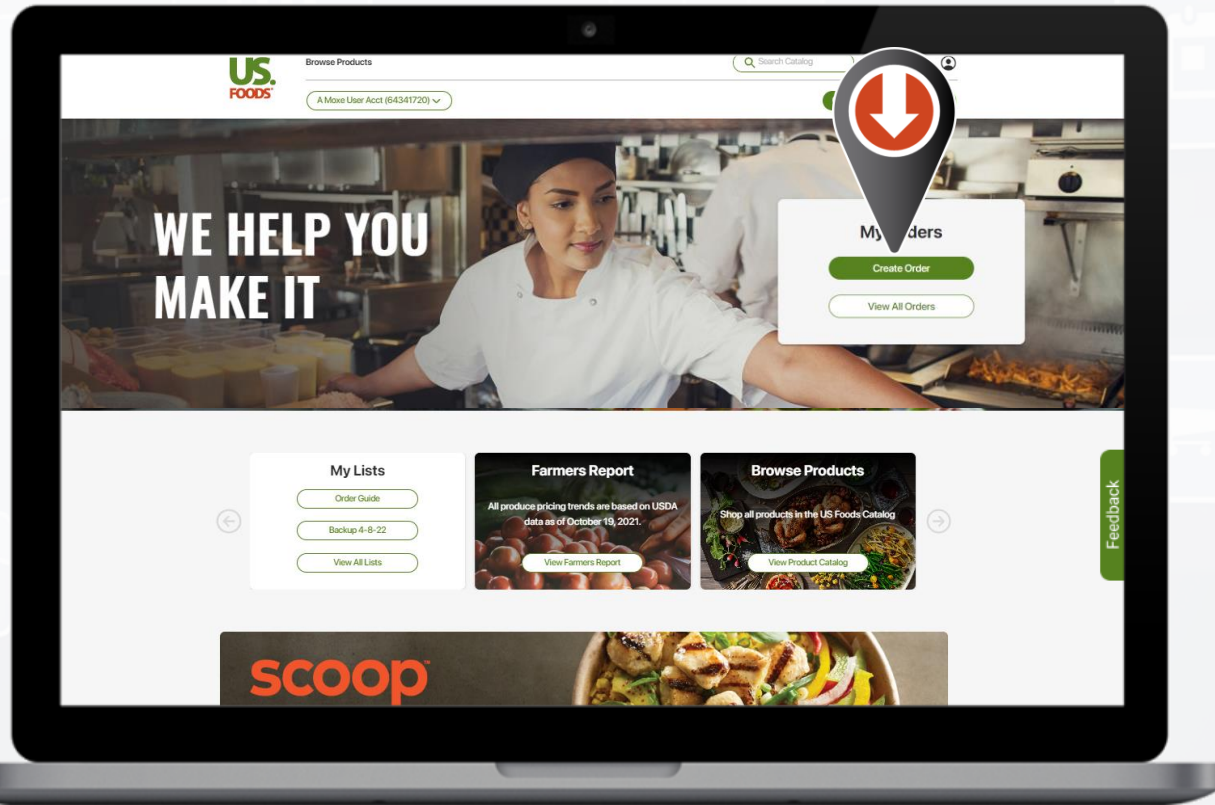 US.
FOODS
Browse Products
Search Catalog
A Moxe User Acct (64341720)
WE HELP YOU
MAKE IT
Create Order
View All Orders
My Lists
Order Guide
Backup 4-8-22
View All Lists
Farmers Report
All produce pricing trends are based on USDA
data as of October 19, 2021.
View Farmers Report
Browse Products
Shop all products in the US Foods Catalog
View Product Catalog
Feedback
scoop